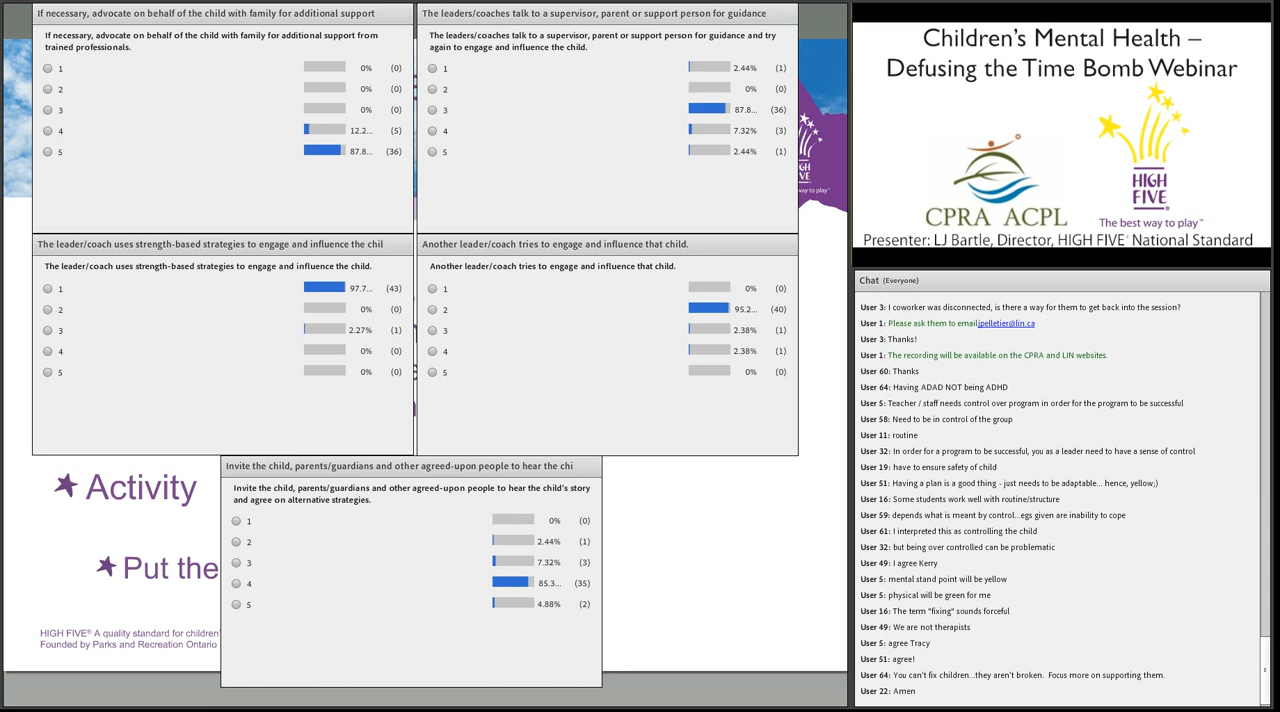 If necessary, advocate on behalf of the child with family for additional support
If necessary, advocate on behalf of the child with family for additional support from
trained professionals.
1 0% (0)
2 0% (0)
3 0% (0)
4 12.2... (5)
5 87.8... (36)
The leaders/coaches talk to a supervisor, parent or support person for guidance
The leaders/coaches talk to a supervisor, parent or support person for guidance and try
again to engage and influence the child.
1 2.44% (1)
2 0% (0)
3 87.8... (36)
4 7.32% (3)
5 2.44% (1)
The leader/coach uses strength-based strategies to engage and influence the chil
The leader/coach uses strength-based strategies to engage and influence the child.
1 97.7... (43)
2 0% (0)
3 2.27% (1)
4 0% (0)
5 0% (0)
Another leader/coach tries to engage and influence that child.
Another leader/coach tries to engage and influence that child.
1 0% (0)
2 95.2... (40)
3 2.38% (1)
4 2.38% (1)
5 0% (0)
Invite the child, parents/guardians and other agreed-upon people to hear the chi
Invite the child, parents/guardians and other agreed-upon people to hear the child's story
and agree on alternative strategies.
1 0% (0)
2 2.44% (1)
3 7.32% (3)
4 85.3... (35)
5 4.88% (2)
Activity
Put the
HIGH FIVE® A quality standard for children'
Founded by Parks and Recreation Ontario
HIGH
FIVE
way to play™
Children's Mental Health –
Defusing the Time Bomb Webinar
CPRA ACPL
HIGH
FIVE®
The best way to play™
Presenter: LJ Bartle, Director, HIGH FIVE® National Standard
Chat (Everyone)
User 3: I coworker was disconnected, is there a way for them to get back into the session?
User 1: Please ask them to email jpelletier@lin.ca
User 3: Thanks!
User 1: The recording will be available on the CPRA and LIN websites.
User 60: Thanks
User 64: Having ADAD NOT being ADHD
User 5: Teacher / staff needs control over program in order for the program to be successful
User 58: Need to be in control of the group
User 11: routine
User 32: In order for a program to be successful, you as a leader need to have a sense of control
User 19: have to ensure safety of child
User 51: Having a plan is a good thing - just needs to be adaptable... hence, yellow;)
User 16: Some students work well with routine/structure
User 59: depends what is meant by control...egs given are inability to cope
User 61: I interpreted this as controlling the child
User 32: but being over controlled can be problematic
User 49: I agree Kerry
User 5: mental stand point will be yellow
User 5: physical will be green for me
User 16: The term "fixing" sounds forceful
User 49: We are not therapists
User 5: agree Tracy
User 51: agree!
User 64: You can't fix children...they aren't broken.  Focus more on supporting them.
User 22: Amen